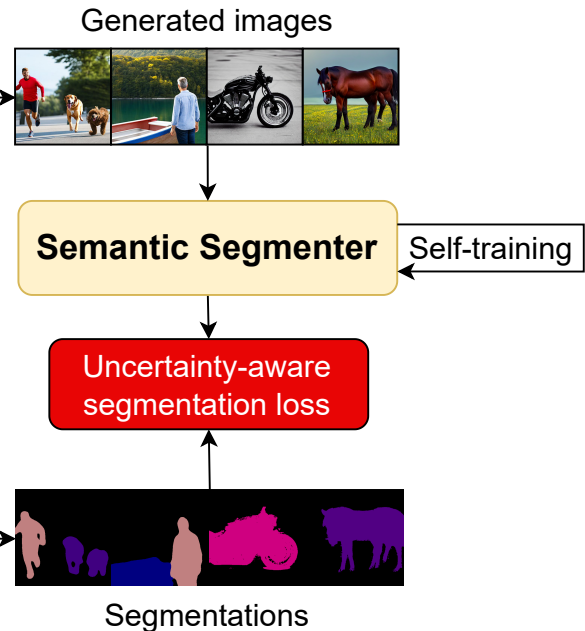 Generated images
Semantic Segmenter
Self-training
Uncertainty-aware
segmentation loss
Segmentations